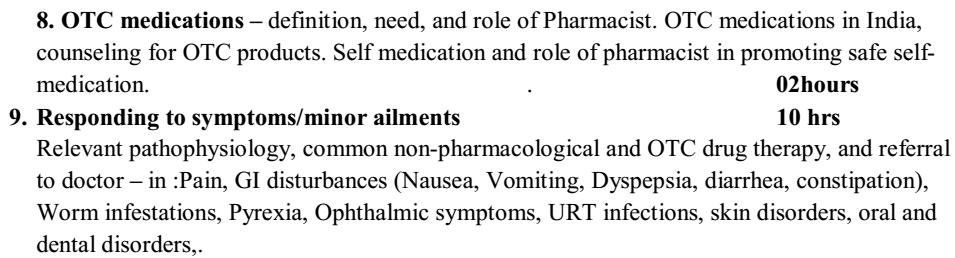 8. OTC medications – definition, need, and role of Pharmacist. OTC medications in India,
counseling for OTC products. Self medication and role of pharmacist in promoting safe self-
medication. . 02hours
9. Responding to symptoms/minor ailments 10 hrs
Relevant pathophysiology, common non-pharmacological and OTC drug therapy, and referral
to doctor – in :Pain, GI disturbances (Nausea, Vomiting, Dyspepsia, diarrhea, constipation),
Worm infestations, Pyrexia, Ophthalmic symptoms, URT infections, skin disorders, oral and
dental disorders,.